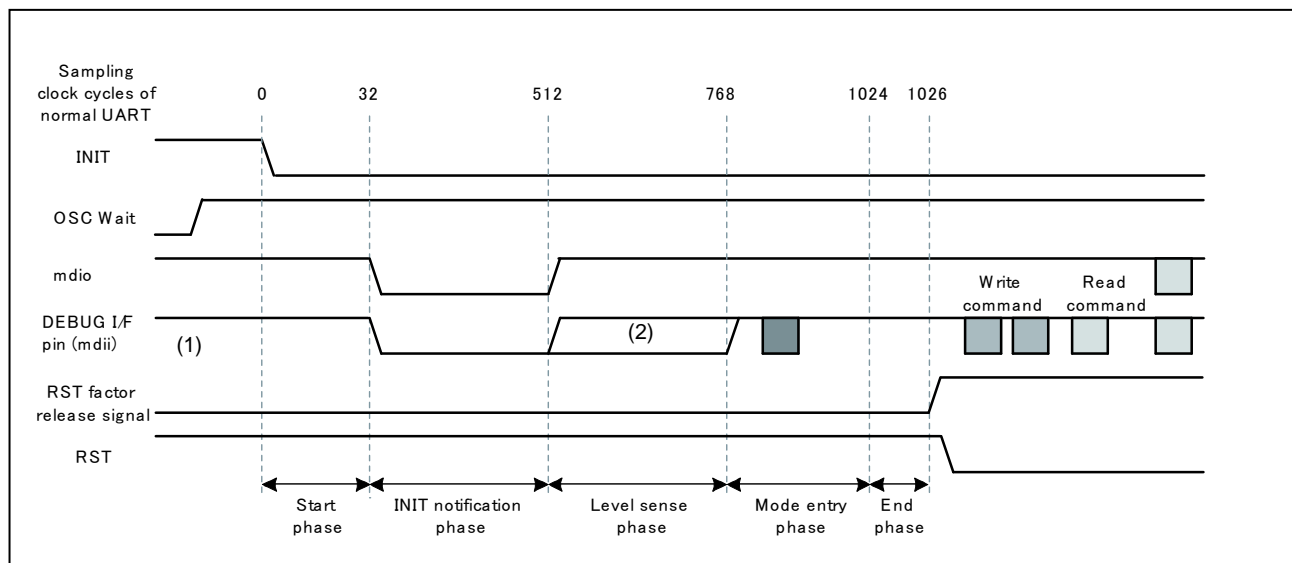 Sampling
clock cycles of
normal UART
0 32 512 768 1024 1026
INIT
OSC Wait
mdio
Write
command
Read
command
DEBUG I/F
pin (mdii)
(1)
(2)
RST factor
release signal
RST
Start
phase
INIT notification
phase
Level sense
phase
Mode entry
phase
End
phase